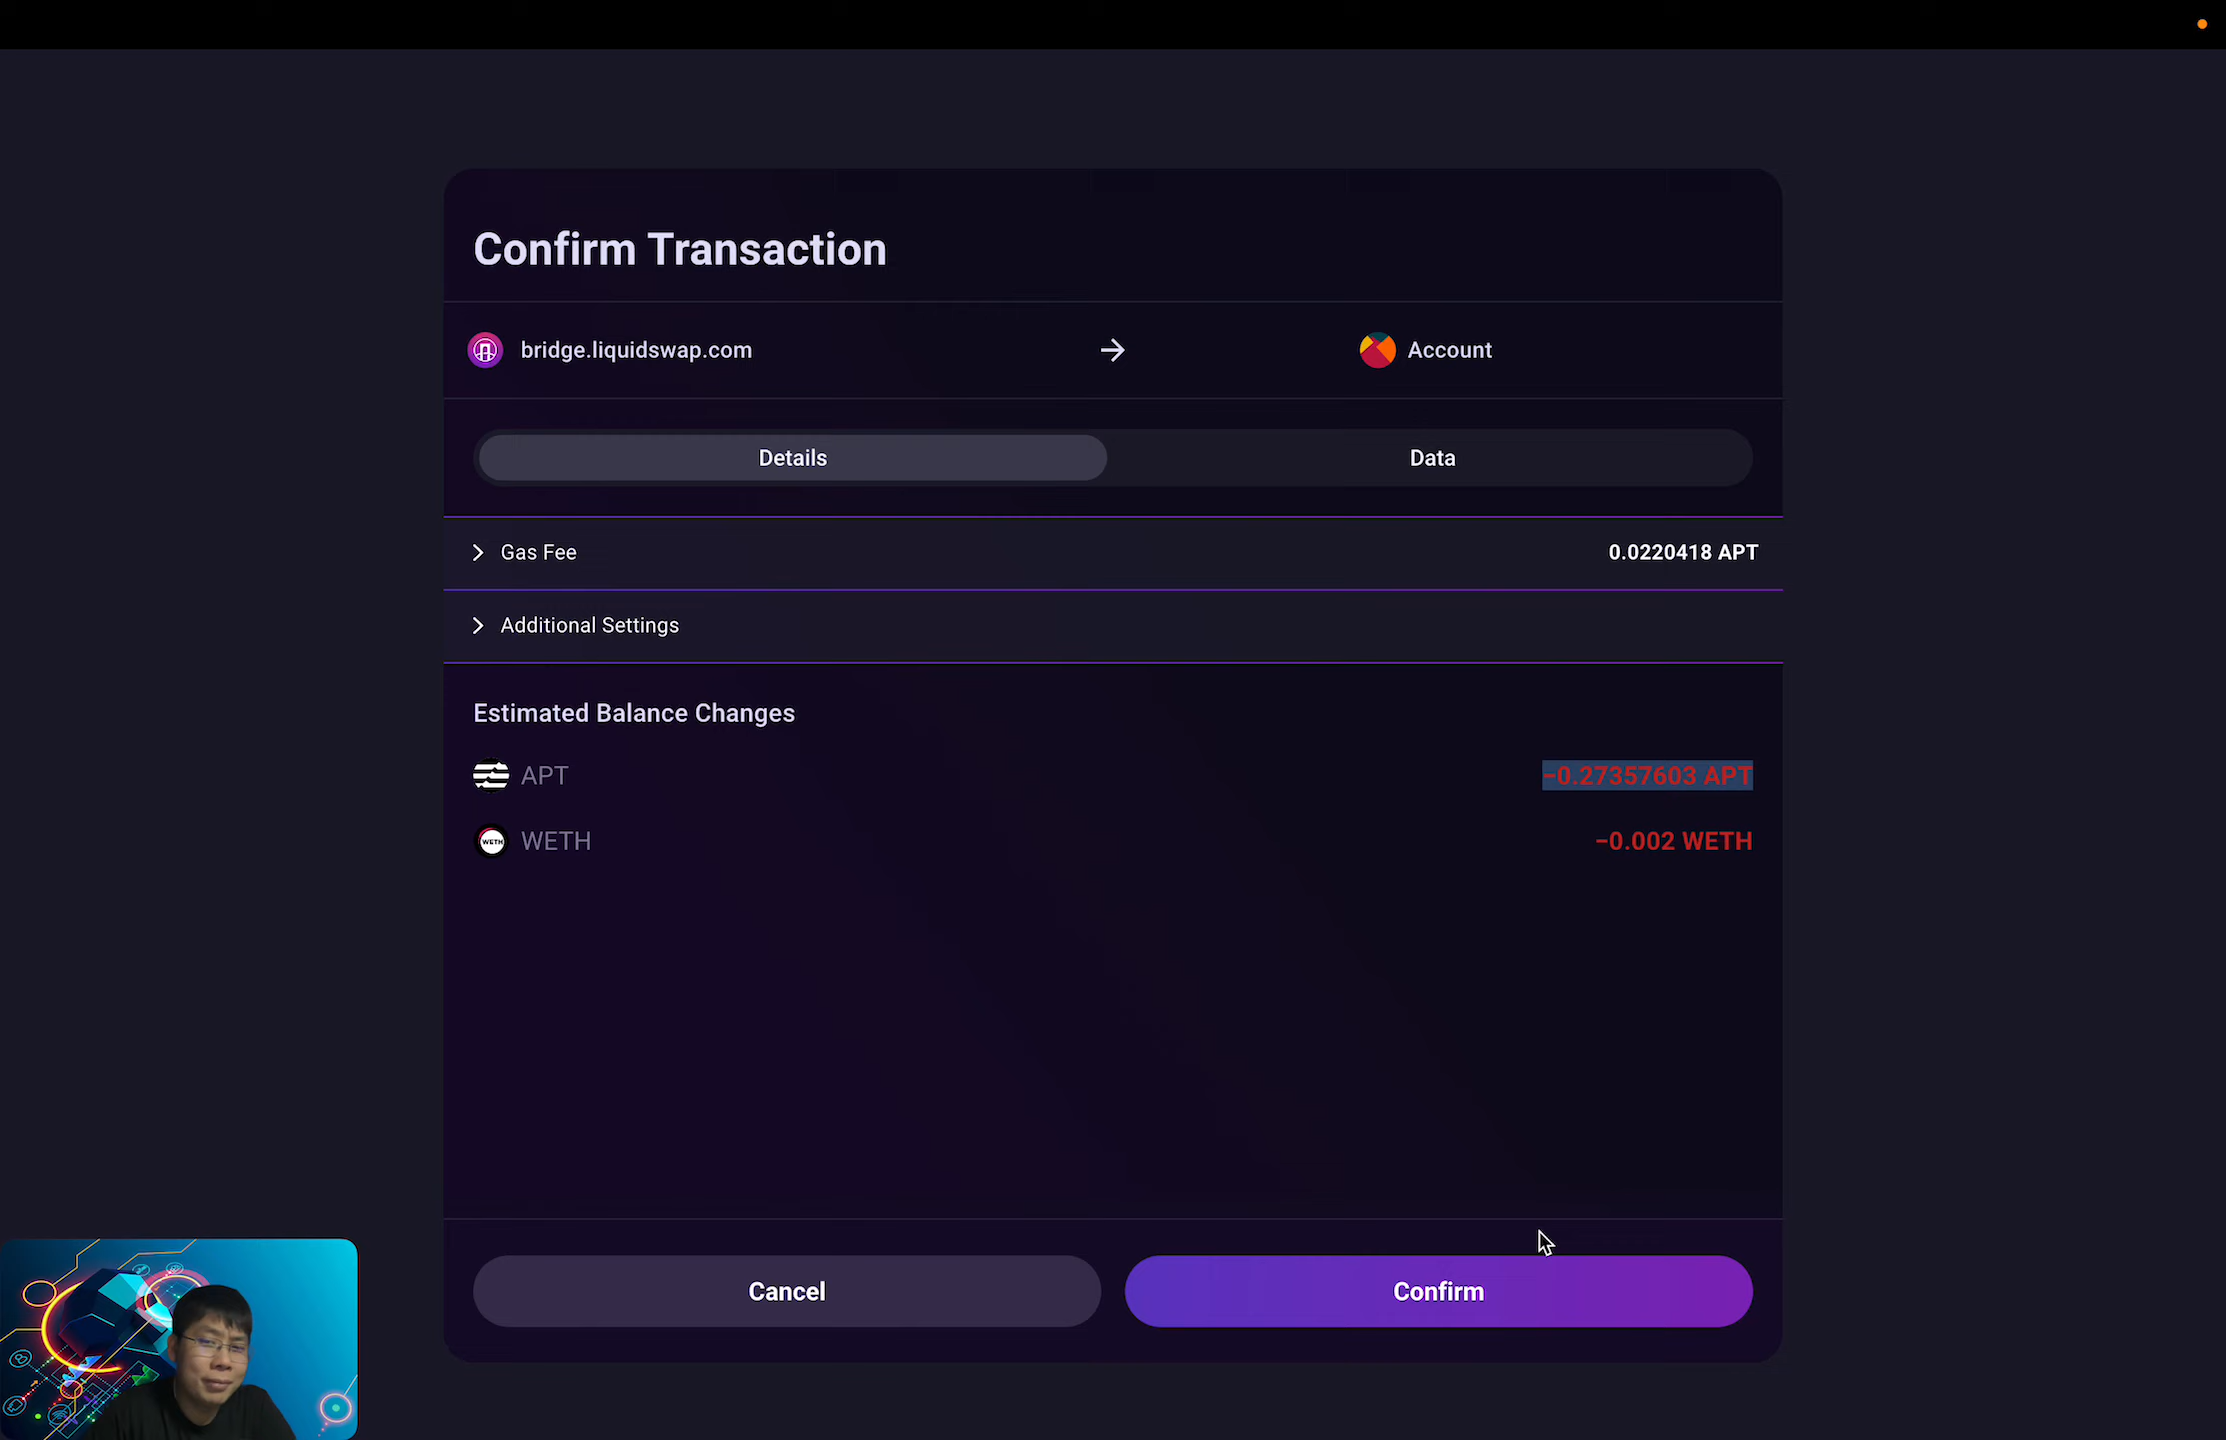 Confirm Transaction
bridge.liquidswap.com
Account
Details
Data
Gas Fee
0.0220418 APT
Additional Settings
Estimated Balance Changes
APT
−0.27357603 APT
WETH
WETH
−0.002 WETH
Cancel
Confirm